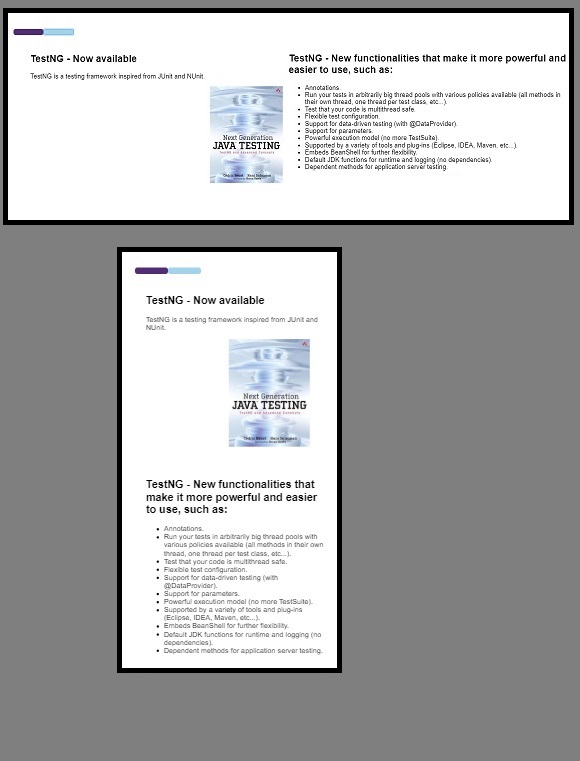 TestNG - Now available
TestNG is a testing framework inspired from JUnit and NUnit.
Next Generation
JAVA TESTING
TestNG and Advanced Concepts
Cédric Beust Hani Suleiman
TestNG - New functionalities that make it more powerful and
easier to use, such as:
Annotations.
Run your tests in arbitrarily big thread pools with various policies available (all methods in
their own thread, one thread per test class, etc...).
Test that your code is multithread safe.
Flexible test configuration.
Support for data-driven testing (with @DataProvider).
Support for parameters.
Powerful execution model (no more TestSuite).
Supported by a variety of tools and plug-ins (Eclipse, IDEA, Maven, etc...).
Embeds BeanShell for further flexibility.
Default JDK functions for runtime and logging (no dependencies).
Dependent methods for application server testing.
TestNG - Now available
TestNG is a testing framework inspired from JUnit and
NUnit.
Next Generation
JAVA TESTING
TestNG and Advanced Concepts
Cédric Beust Hani Suleiman
TestNG - New functionalities that
make it more powerful and easier
to use, such as:
Annotations.
Run your tests in arbitrarily big thread pools with
various policies available (all methods in their own
thread, one thread per test class, etc...).
Test that your code is multithread safe.
Flexible test configuration.
Support for data-driven testing (with
@DataProvider).
Support for parameters.
Powerful execution model (no more TestSuite).
Supported by a variety of tools and plug-ins
(Eclipse, IDEA, Maven, etc...).
Embeds BeanShell for further flexibility.
Default JDK functions for runtime and logging (no
dependencies).
Dependent methods for application server testing.